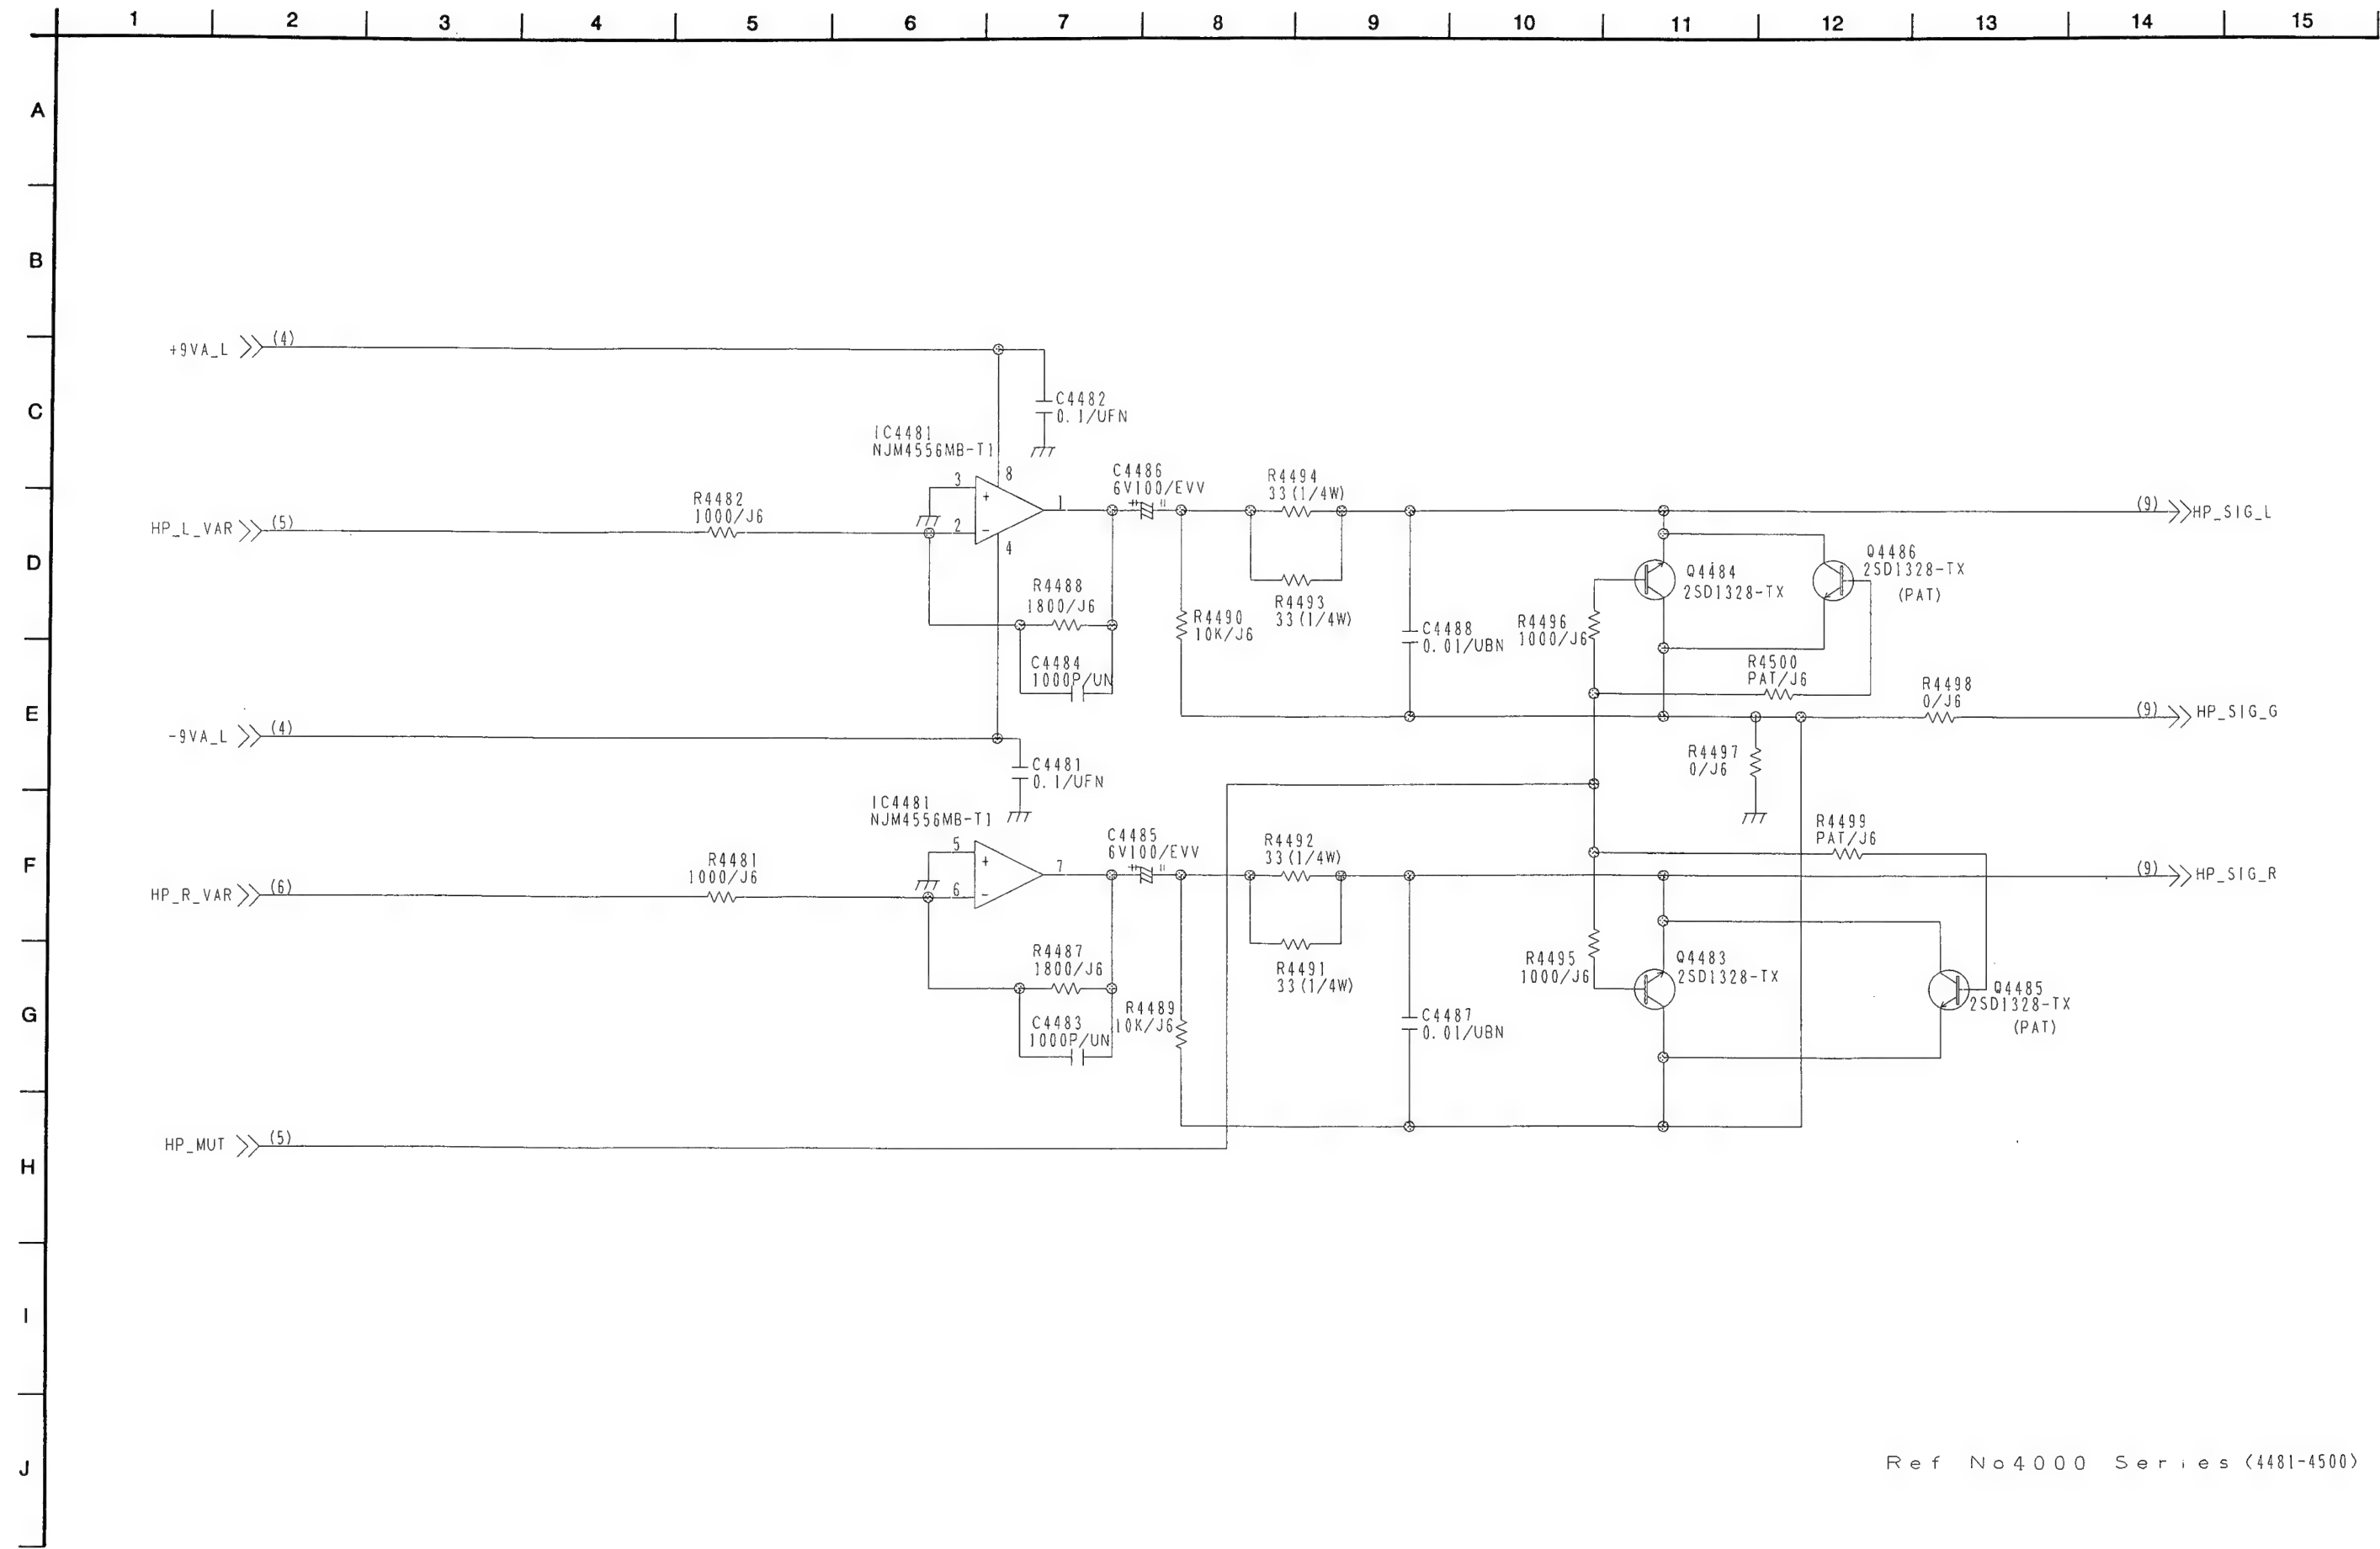 1 2 3 4 5 6 7 8 9 10 11 12 13 14 15
A
B
+9VA_L (4)
C
C4482
0.1/UFN
IC4481
NJM4556MB-T1
8
3
+
2
-
1
4
C4486
6V100/EVV
R4494
33(1/4W)
R4482
1000/J6
HP_L_VAR (5)
(9) HP_SIG_L
D
Q4484
2SD1328-TX
Q4486
2SD1328-TX
(PAT)
R4488
1800/J6
R4493
33(1/4W)
R4490
10K/J6
C4488
0.01/UBN
R4496
1000/J6
C4484
1000P/UN
R4500
PAT/J6
R4498
0/J6
E
(9) HP_SIG_G
-9VA_L (4)
R4497
0/J6
C4481
0.1/UFN
IC4481
NJM4556MB-T1
5
+
6
-
7
C4485
6V100/EVV
R4492
33(1/4W)
R4499
PAT/J6
F
R4481
1000/J6
HP_R_VAR (6)
(9) HP_SIG_R
R4487
1800/J6
R4491
33(1/4W)
R4495
1000/J6
Q4483
2SD1328-TX
Q4485
2SD1328-TX
(PAT)
G
C4483
1000P/UN
R4489
10K/J6
C4487
0.01/UBN
HP_MUT (5)
H
I
J
Ref No4000 Series (4481-4500)